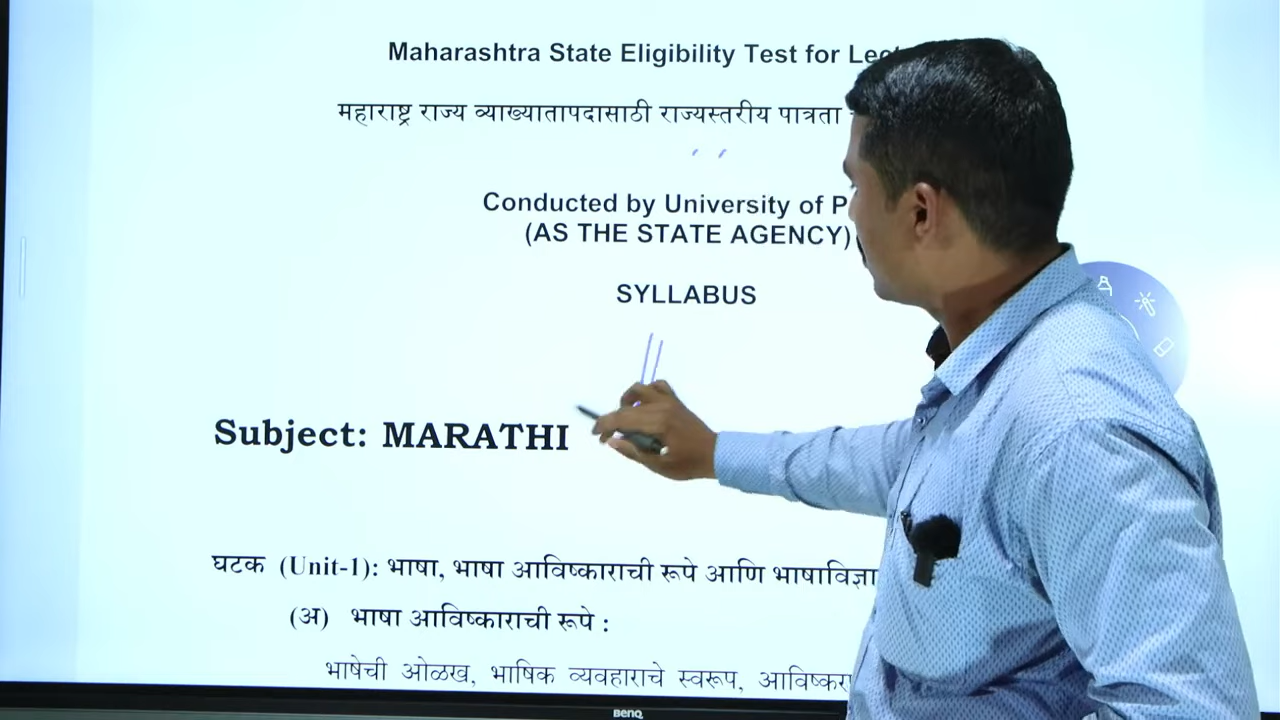 Maharashtra State Eligibility Test for
महाराष्ट्र राज्य व्याख्यातापदासाठी राज्यस्तरीय पात्रता
Conducted by University of
(AS THE STATE AGENCY)
SYLLABUS
Subject: MARATHI
घटक (Unit-1): भाषा, भाषा आविष्काराची रूपे आणि
(अ) भाषा आविष्काराची रूपे :
भाषेची ओळख, भाषिक व्यवहाराचे स्वरूप,
BenQ